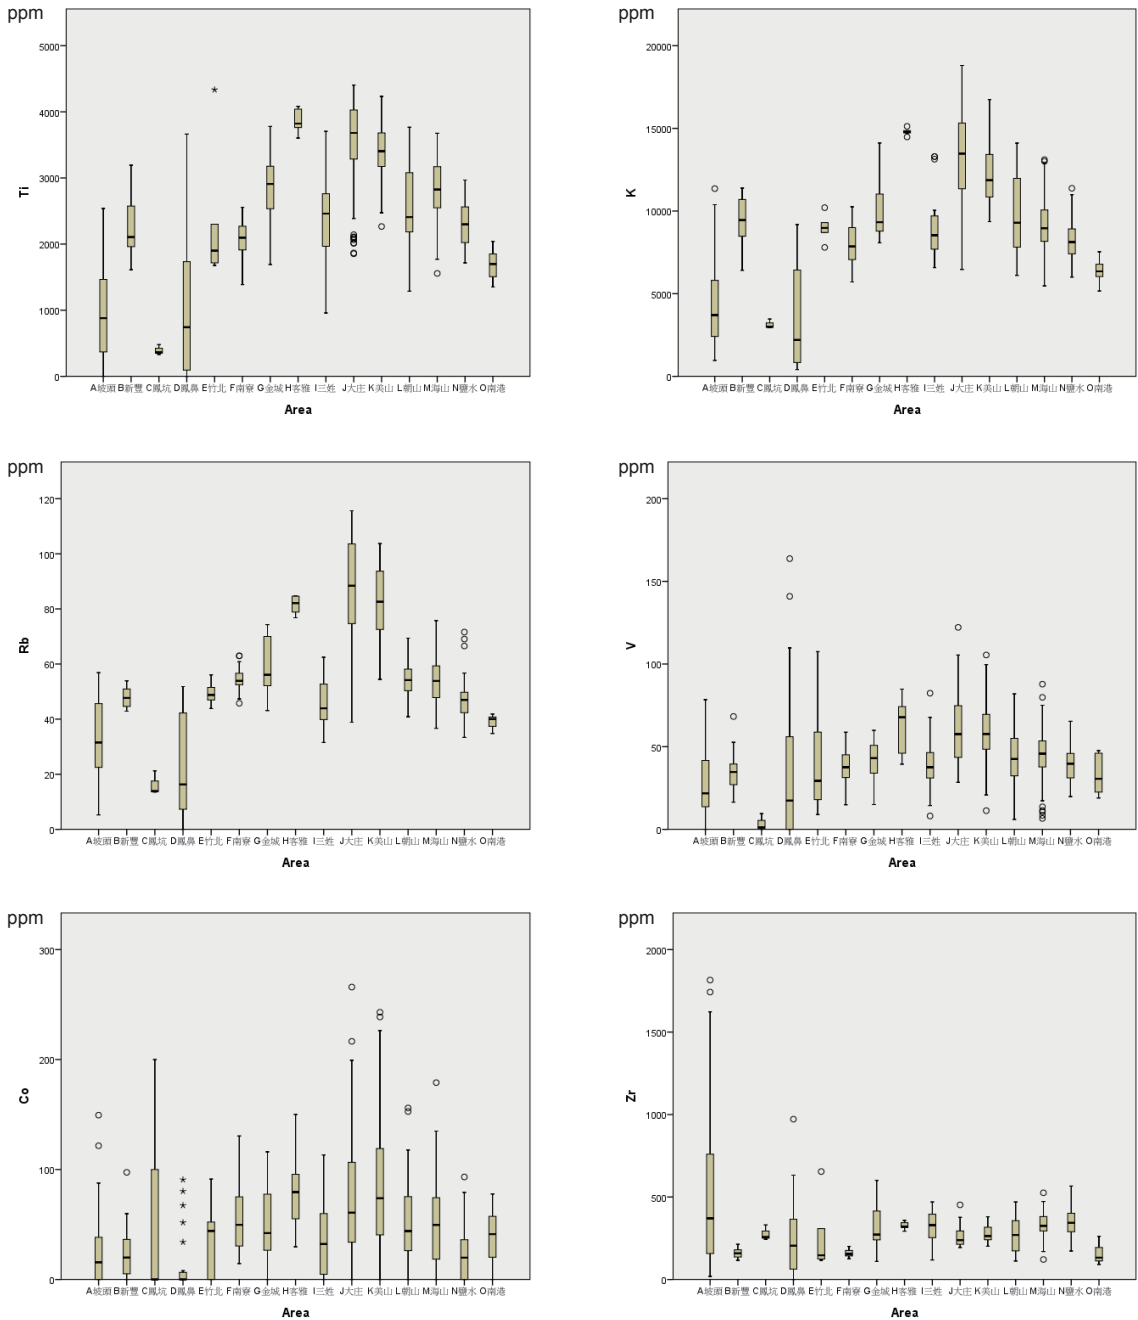 ppm
Ti
5000
4000
3000
2000
1000
0
A坡頭 B新豐 C鳳坑 D鳳鼻 E竹北 F南寮 G金城 H客雅 I三姓 J大庄 K美山 L朝山 M海山 N鹽水 O南港
Area
ppm
K
20000
15000
10000
5000
0
A坡頭 B新豐 C鳳坑 D鳳鼻 E竹北 F南寮 G金城 H客雅 I三姓 J大庄 K美山 L朝山 M海山 N鹽水 O南港
Area
ppm
Rb
120
100
80
60
40
20
0
A坡頭 B新豐 C鳳坑 D鳳鼻 E竹北 F南寮 G金城 H客雅 I三姓 J大庄 K美山 L朝山 M海山 N鹽水 O南港
Area
ppm
V
200
150
100
50
0
A坡頭 B新豐 C鳳坑 D鳳鼻 E竹北 F南寮 G金城 H客雅 I三姓 J大庄 K美山 L朝山 M海山 N鹽水 O南港
Area
ppm
Co
300
200
100
0
A坡頭 B新豐 C鳳坑 D鳳鼻 E竹北 F南寮 G金城 H客雅 I三姓 J大庄 K美山 L朝山 M海山 N鹽水 O南港
Area
ppm
Zr
2000
1500
1000
500
0
A坡頭 B新豐 C鳳坑 D鳳鼻 E竹北 F南寮 G金城 H客雅 I三姓 J大庄 K美山 L朝山 M海山 N鹽水 O南港
Area